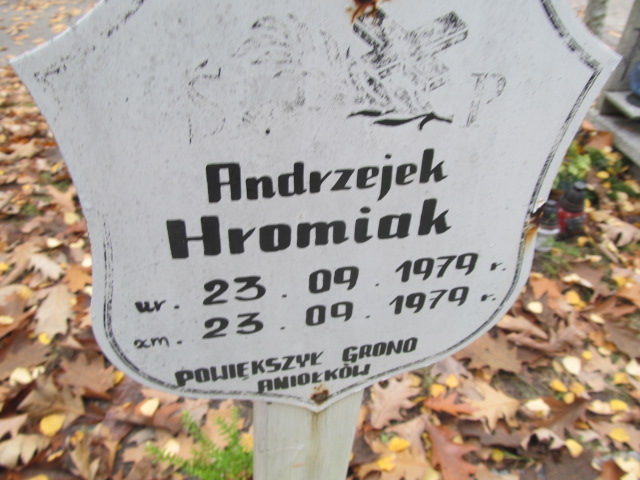 S P
Andrzejek
Hromiak
ur. 23.09.1979 r.
zm. 23.09.1979 r.
POWIĘKSZYŁ GRONO
ANIOŁKÓW